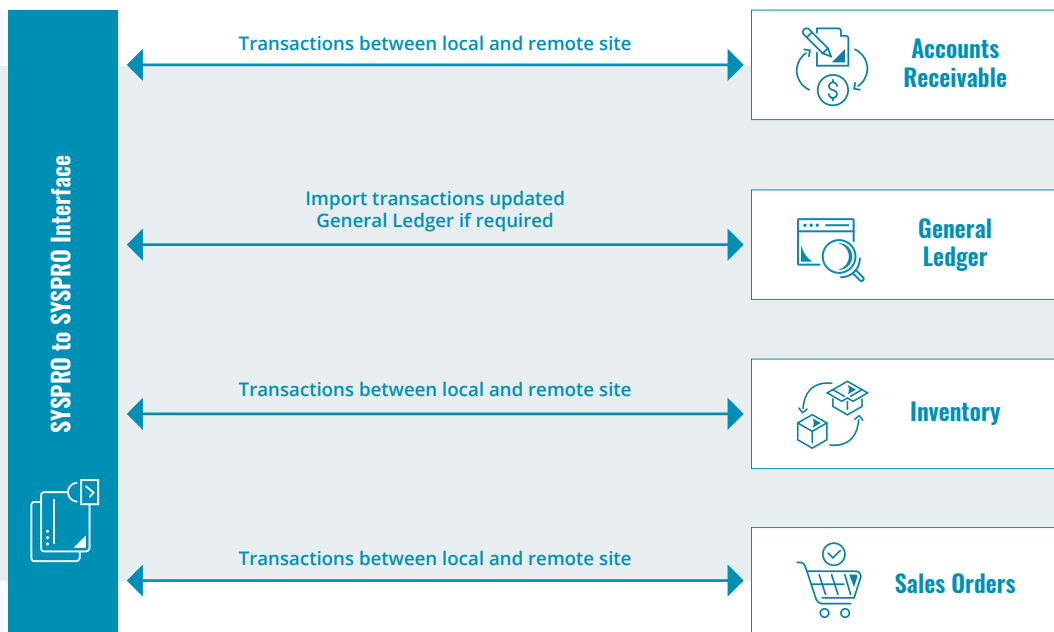 SYSPRO to SYSPRO Interface
Transactions between local and remote site
Accounts
Receivable
Import transactions updated
General Ledger if required
General
Ledger
Transactions between local and remote site
Inventory
Transactions between local and remote site
Sales Orders